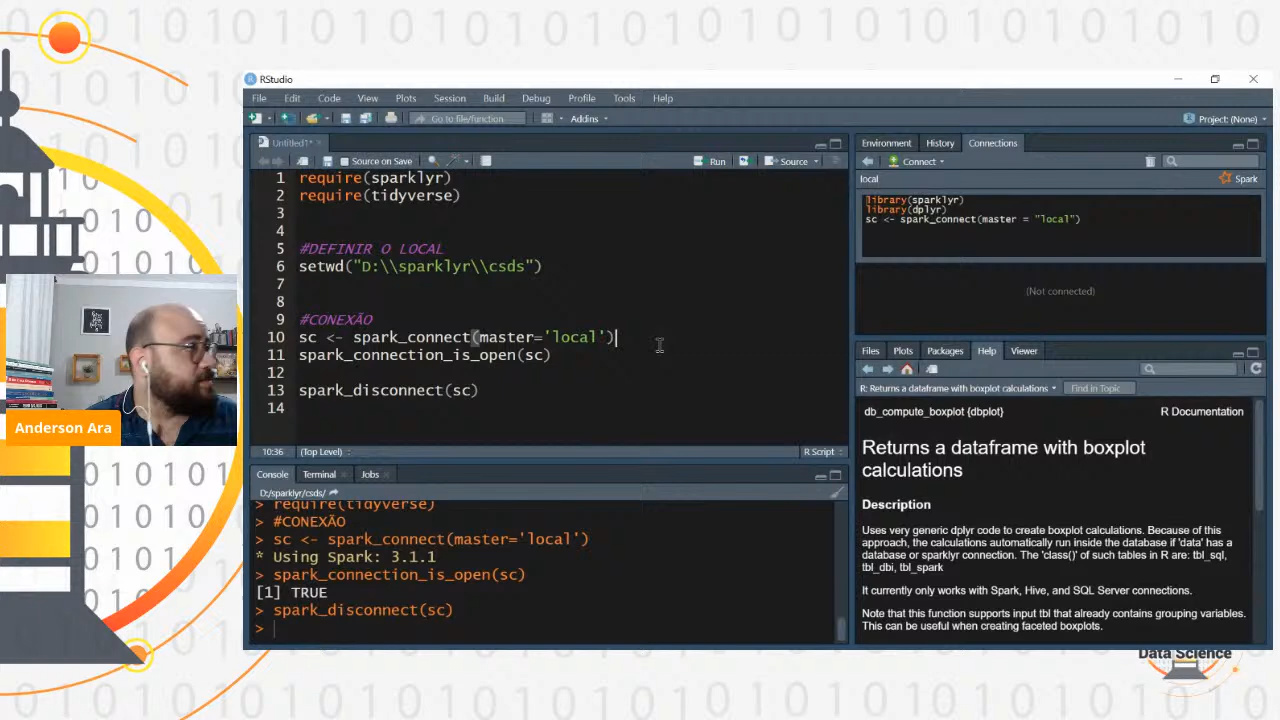 RStudio
File Edit Code View Plots Session Build Debug Profile Tools Help
Go to file/function Addins Project: (None)
Untitled1*
Source on Save Run Source
1 require(sparklyr)
2 require(tidyverse)
3
4
5 #DEFINIR O LOCAL
6 setwd("D:\\sparklyr\\csds")
7
8
9 #CONEXÃO
10 sc <- spark_connect(master='local')
11 spark_connection_is_open(sc)
12
13 spark_disconnect(sc)
14
10:36 (Top Level) R Script
Console Terminal Jobs
D:/sparklyr/csds/
> require(tidyverse)
> #CONEXÃO
> sc <- spark_connect(master='local')
* Using Spark: 3.1.1
> spark_connection_is_open(sc)
[1] TRUE
> spark_disconnect(sc)
>
Environment History Connections
Connect
local Spark
library(sparklyr)
library(dplyr)
sc <- spark_connect(master = "local")
(Not connected)
Files Plots Packages Help Viewer
R: Returns a dataframe with boxplot calculations Find in Topic
db_compute_boxplot {dbplot} R Documentation
Returns a dataframe with boxplot
calculations
Description
Uses very generic dplyr code to create boxplot calculations. Because of this
approach, the calculations automatically run inside the database if 'data' has a
database or sparklyr connection. The 'class()' of such tables in R are: tbl_sql,
tbl_dbi, tbl_spark
It currently only works with Spark, Hive, and SQL Server connections.
Note that this function supports input tbl that already contains grouping variables.
This can be useful when creating faceted boxplots.
Anderson Ara
Data Science